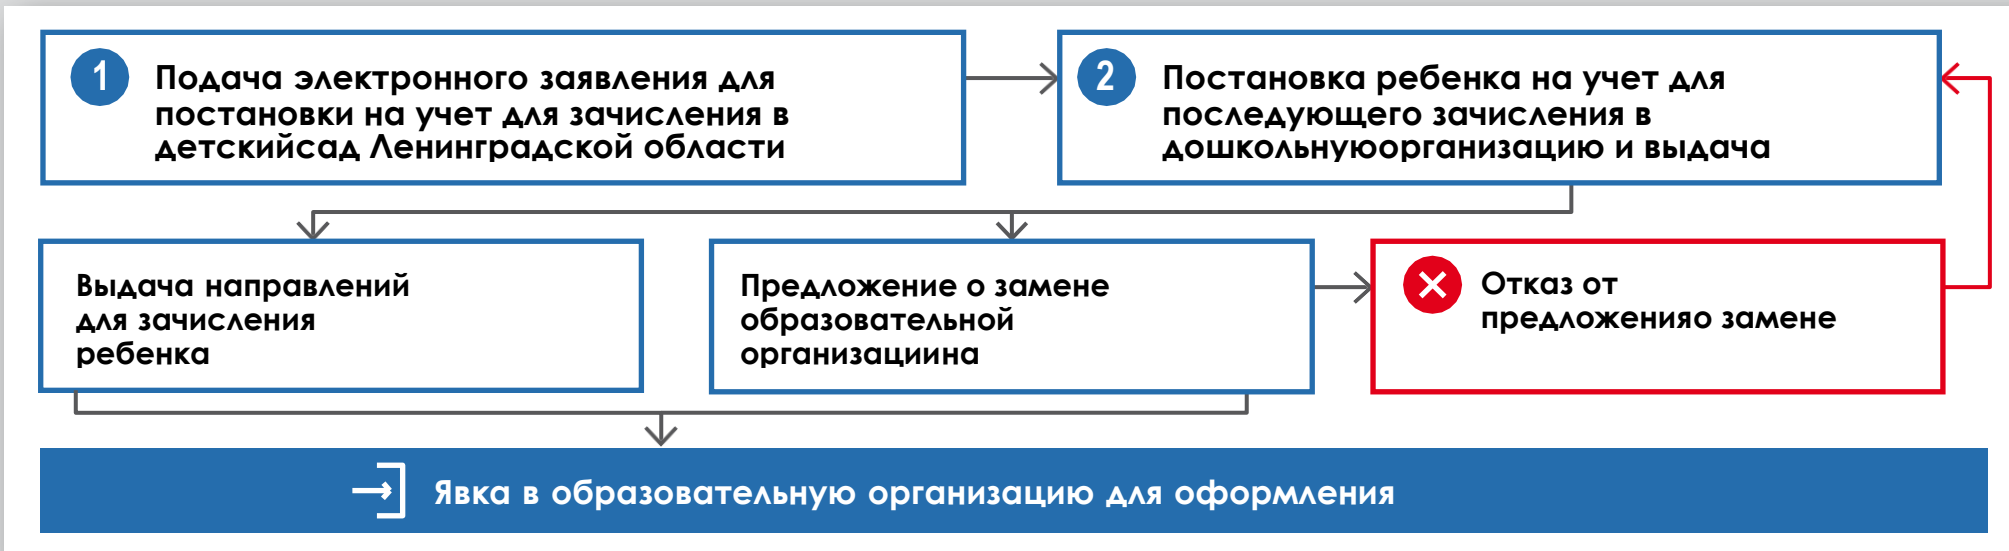 1
Подача электронного заявления для
постановки на учет для зачисления в
детскийсад Ленинградской области
2
Постановка ребенка на учет для
последующего зачисления в
дошкольнуюорганизацию и выдача
Выдача направлений
для зачисления
ребенка
Предложение о замене
образовательной
организациина
Отказ от
предложенияо замене
Явка в образовательную организацию для оформления